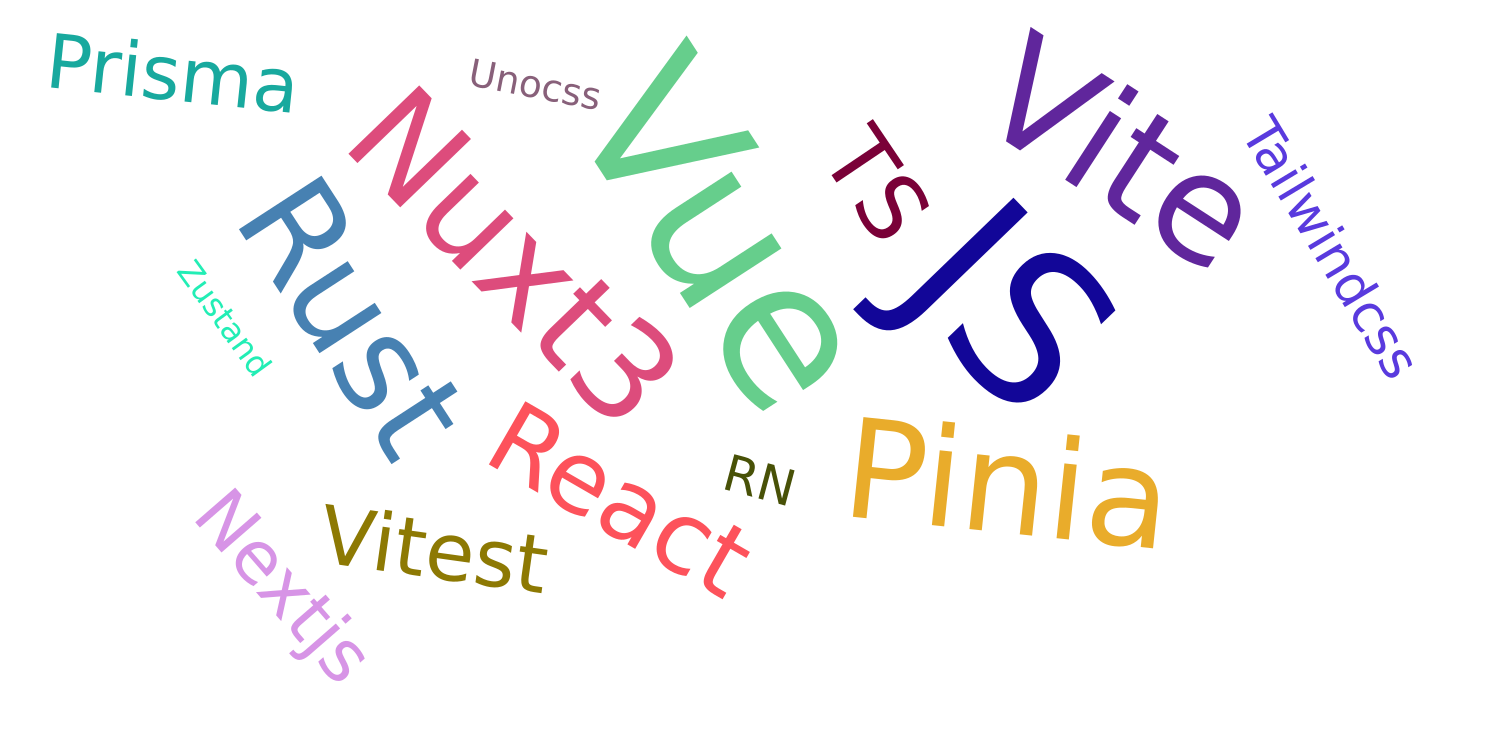 Prisma
Unocss
Vue
Vite
Nuxt3
TS
Tailwindcss
Rust
JS
Zustand
React
RN
Pinia
Nextjs
Vitest